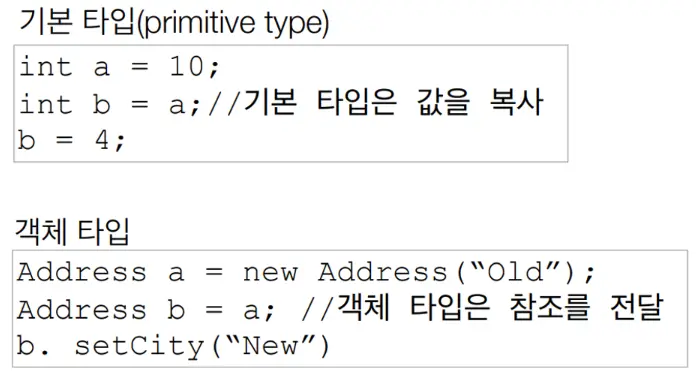 기본 타입(primitive type)
int a = 10;
int b = a;//기본 타입은 값을 복사
b = 4;
객체 타입
Address a = new Address(“Old”);
Address b = a; //객체 타입은 참조를 전달
b. setCity(“New”)